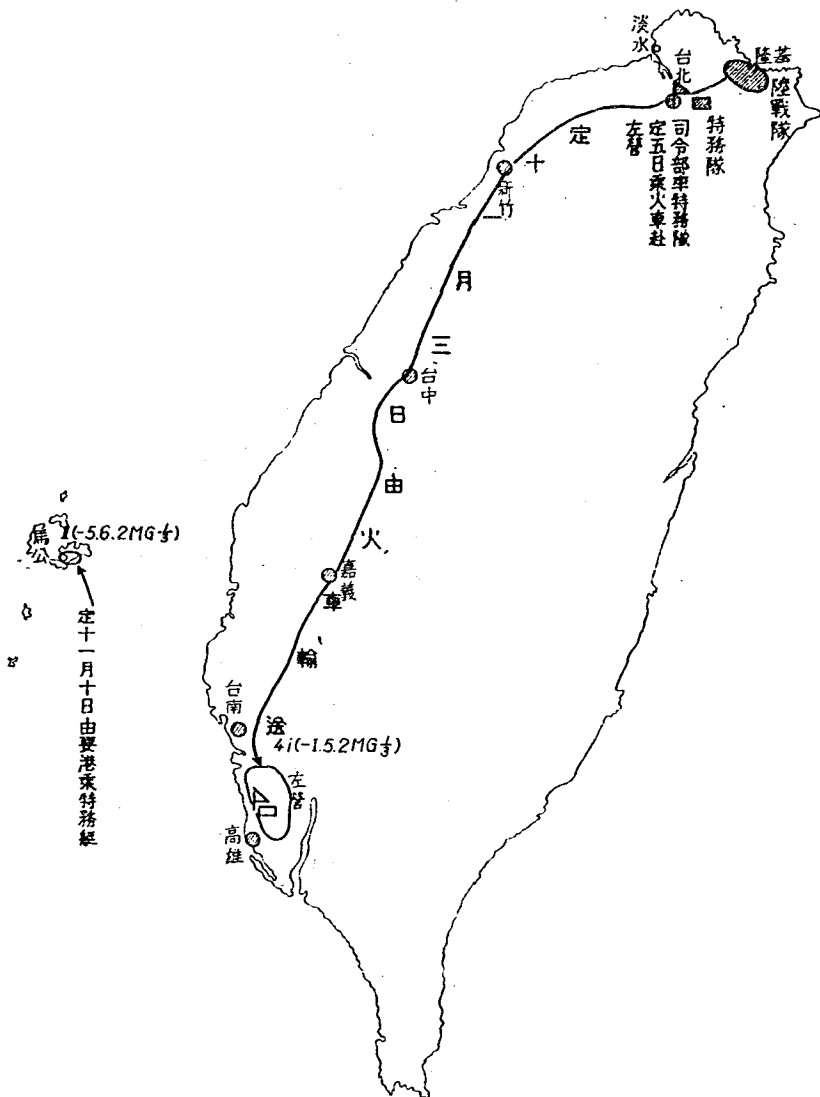 淡水
台北
基隆
陸戰隊
特務隊
司令部率特務隊
定五日乘火車赴
左營
定十一月三日由火車輸送
新竹
台中
嘉義
台南
4i(-1.5.2MG⅓)
左營
高雄
馬公
(-5.6.2MG⅓)
定十一月十日由要港乘特務艇